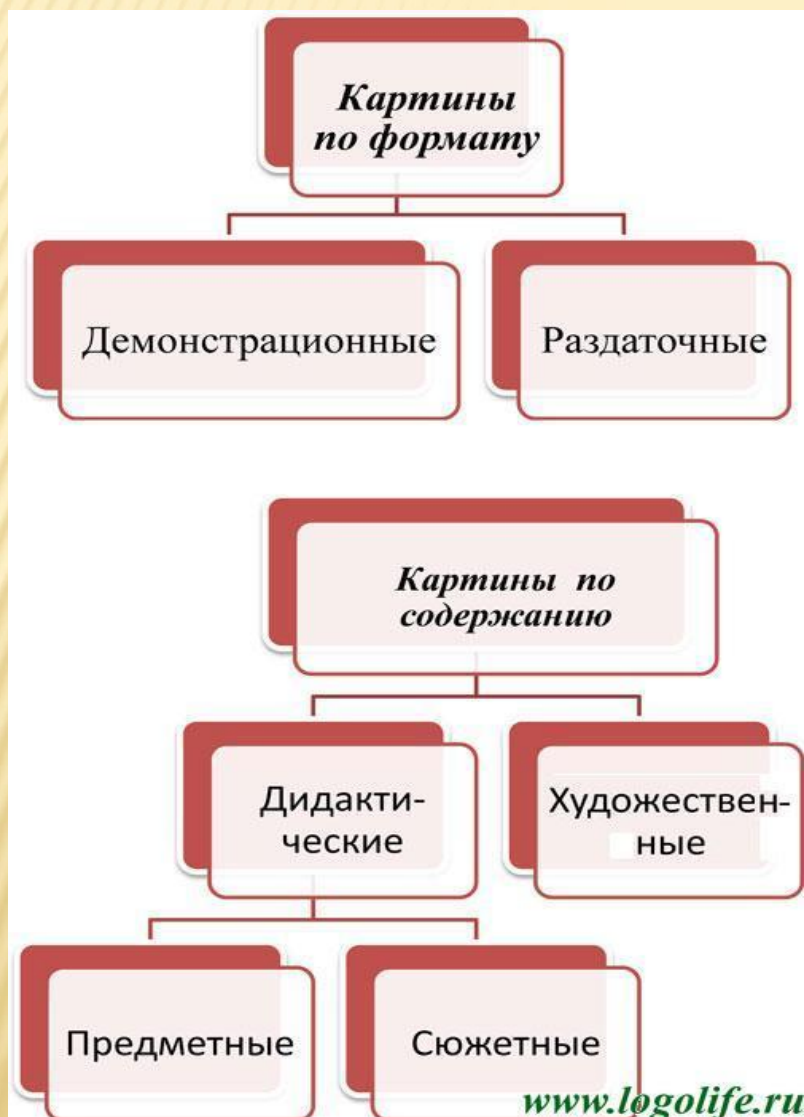 Картины
по формату
Демонстрационные
Раздаточные
Картины по
содержанию
Дидакти-
ческие
Художествен-
ные
Предметные
Сюжетные
www.logolife.ru